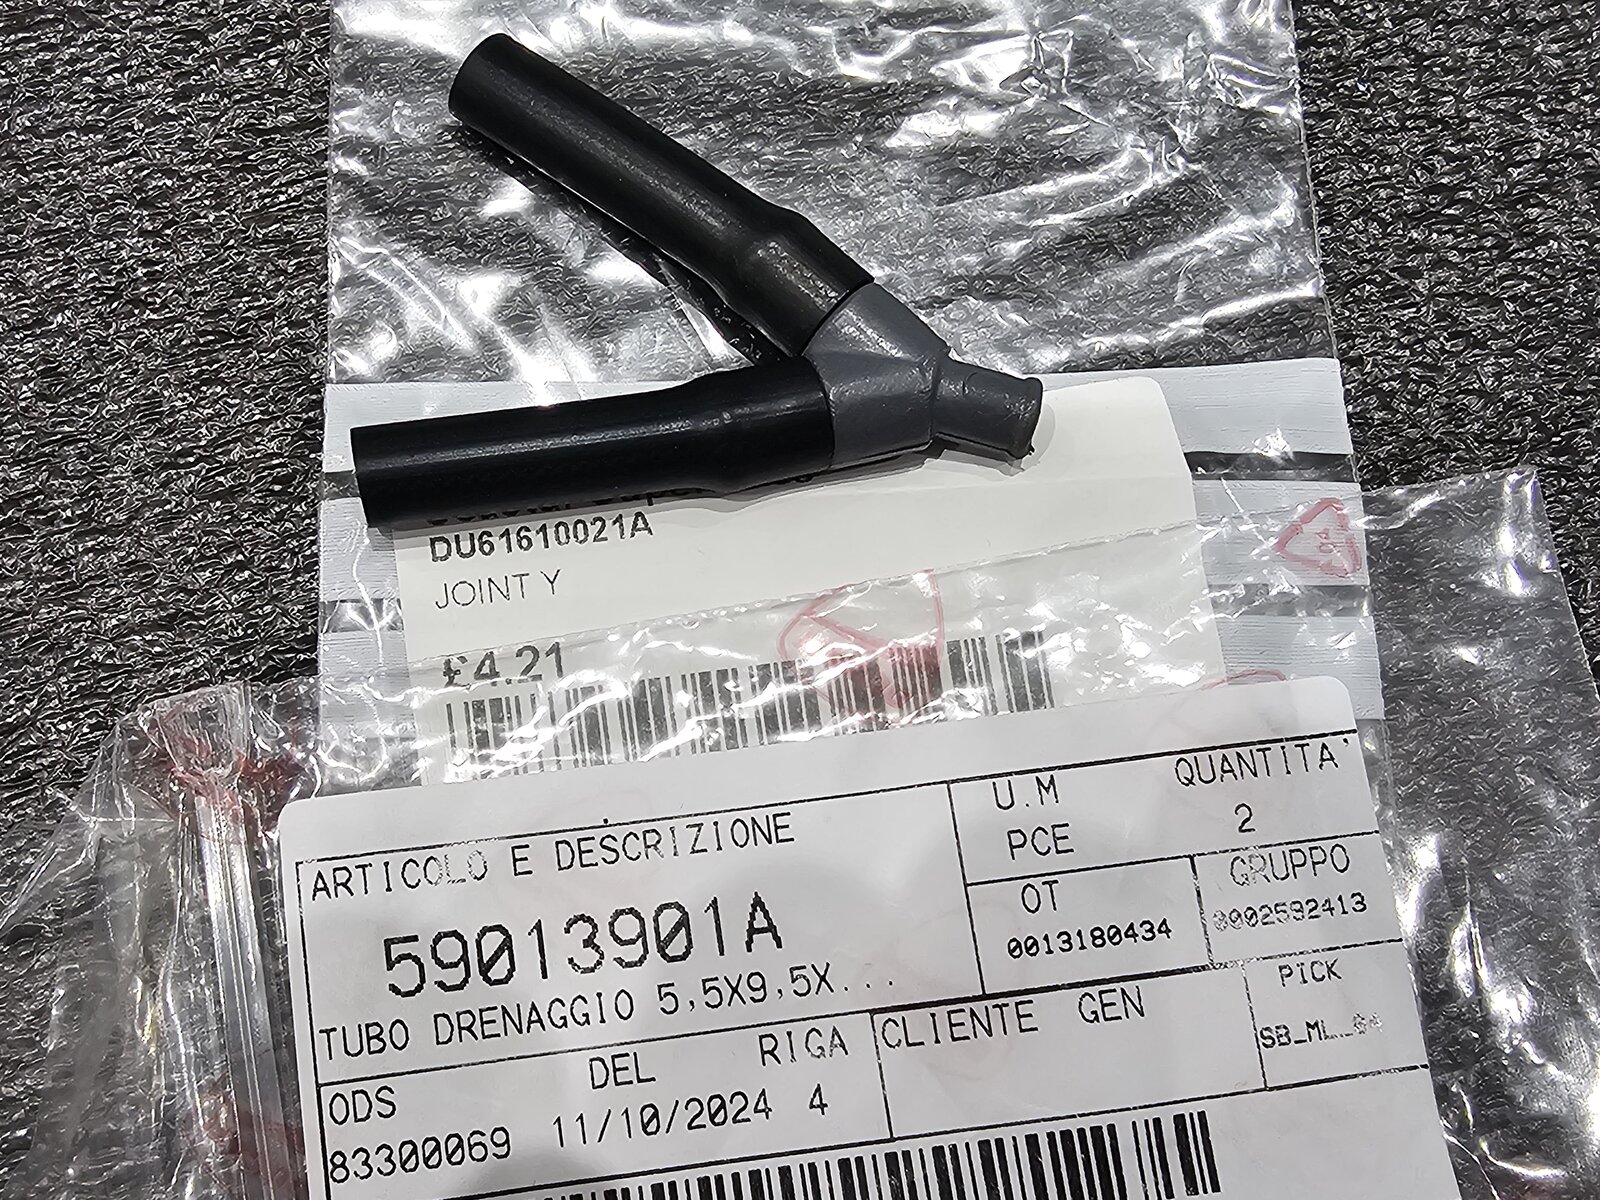 DU61610021A
JOINT Y
£4.21
04
ARTICOLO E DESCRIZIONE
59013901A
TUBO DRENAGGIO 5,5X9,5X...
U.M
PCE
QUANTITA'
2
OT
0013180434
GRUPPO
0002592413
ODS
83300069
DEL
11/10/2024
RIGA
4
CLIENTE GEN
PICK